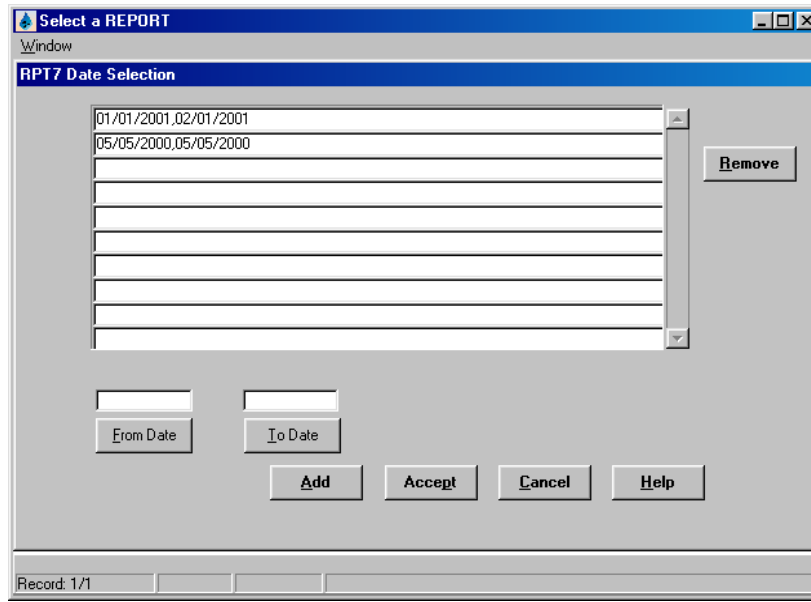 Select a REPORT
Window
RPT7 Date Selection
01/01/2001,02/01/2001
05/05/2000,05/05/2000
Remove
From Date To Date
Add Accept Cancel Help
Record: 1/1